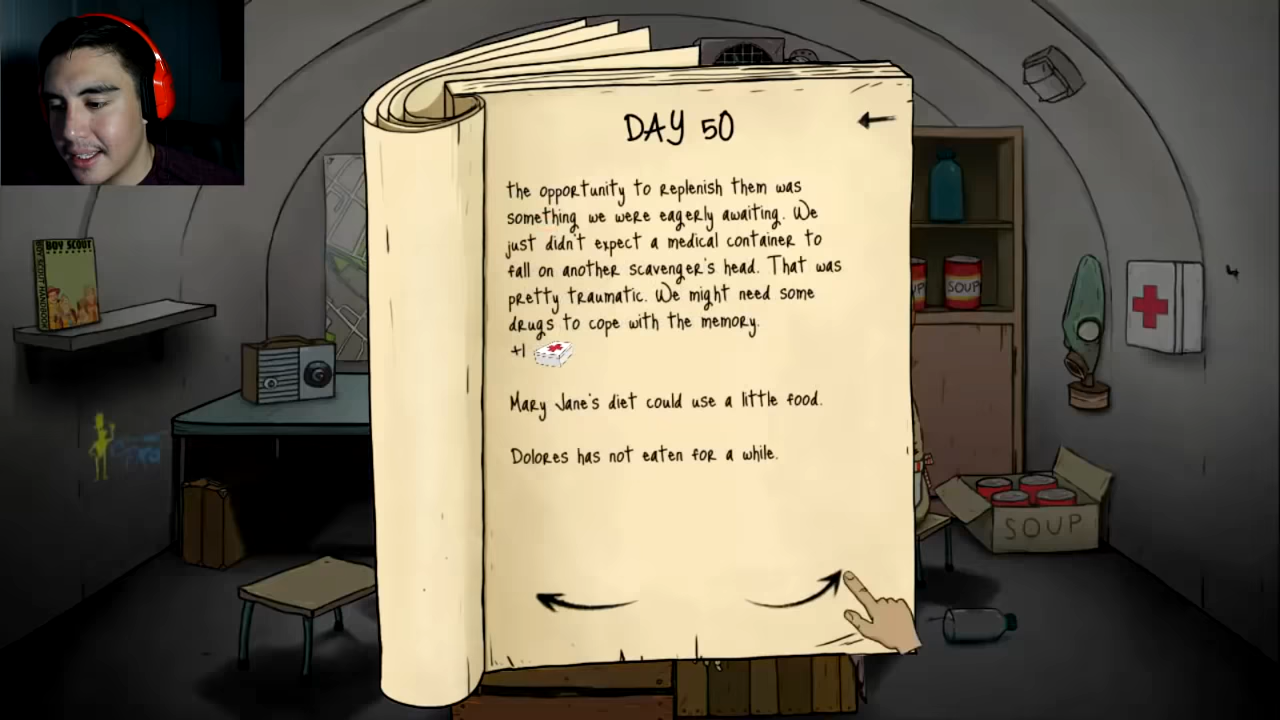 DAY 50
the opportunity to replenish them was
something we were eagerly awaiting. We
just didn't expect a medical container to
fall on another scavenger's head. That was
pretty traumatic. We might need some
drugs to cope with the memory.
+1
Mary Jane's diet could use a little food.
Dolores has not eaten for a while.
BOY SCOUT
BOY SCOUT HANDBOOK
SOUP
SOUP